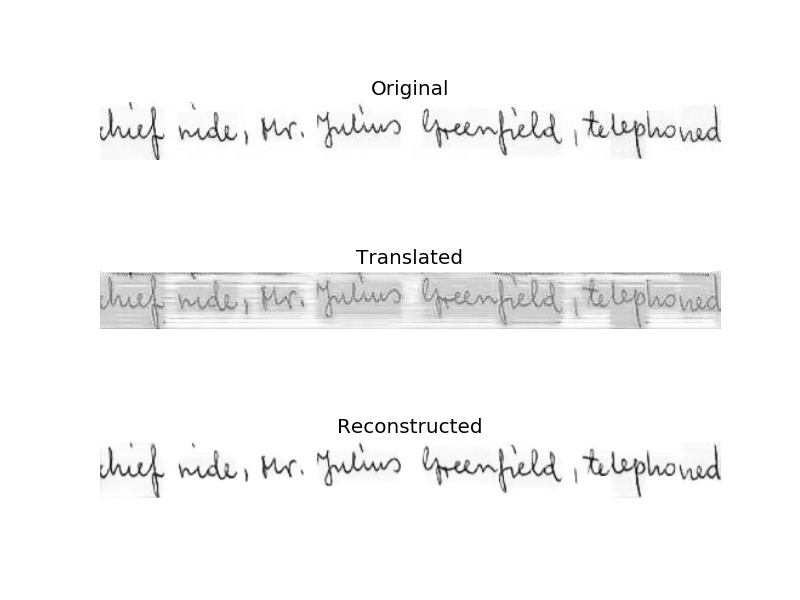 Original
chief aide, Mr. Julius Greenfield, telephoned
Translated
chief aide, Mr. Julius Greenfield, telephoned
Reconstructed
chief aide, Mr. Julius Greenfield, telephoned